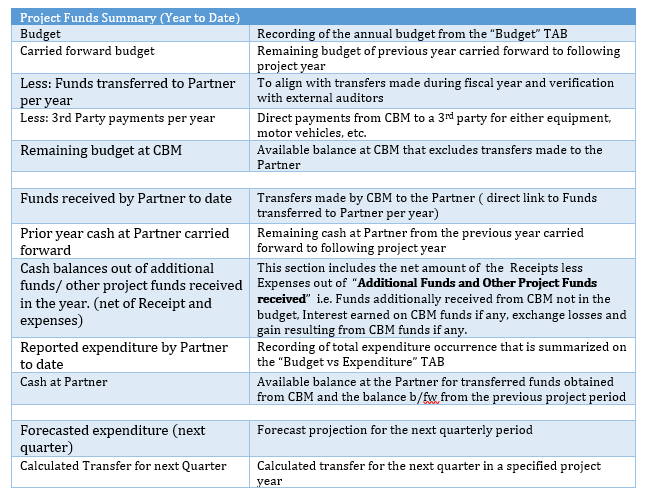 Project Funds Summary (Year to Date)
Budget
Recording of the annual budget from the “Budget” TAB
Carried forward budget
Remaining budget of previous year carried forward to following
project year
Less: Funds transferred to Partner
per year
To align with transfers made during fiscal year and verification
with external auditors
Less: 3rd Party payments per year
Direct payments from CBM to a 3rd party for either equipment,
motor vehicles, etc.
Remaining budget at CBM
Available balance at CBM that excludes transfers made to the
Partner
Funds received by Partner to date
Transfers made by CBM to the Partner ( direct link to Funds
transferred to Partner per year)
Prior year cash at Partner carried
forward
Remaining cash at Partner from the previous year carried
forward to following project year
Cash balances out of additional
funds/ other project funds received
in the year. (net of Receipt and
expenses)
This section includes the net amount of the Receipts less
Expenses out of “Additional Funds and Other Project Funds
received” i.e. Funds additionally received from CBM not in the
budget, Interest earned on CBM funds if any, exchange losses and
gain resulting from CBM funds if any.
Reported expenditure by Partner
to date
Recording of total expenditure occurrence that is summarized on
the “Budget vs Expenditure” TAB
Cash at Partner
Available balance at the Partner for transferred funds obtained
from CBM and the balance b/fw from the previous project period
Forecasted expenditure (next
quarter)
Forecast projection for the next quarterly period
Calculated Transfer for next Quarter
Calculated transfer for the next quarter in a specified project
year